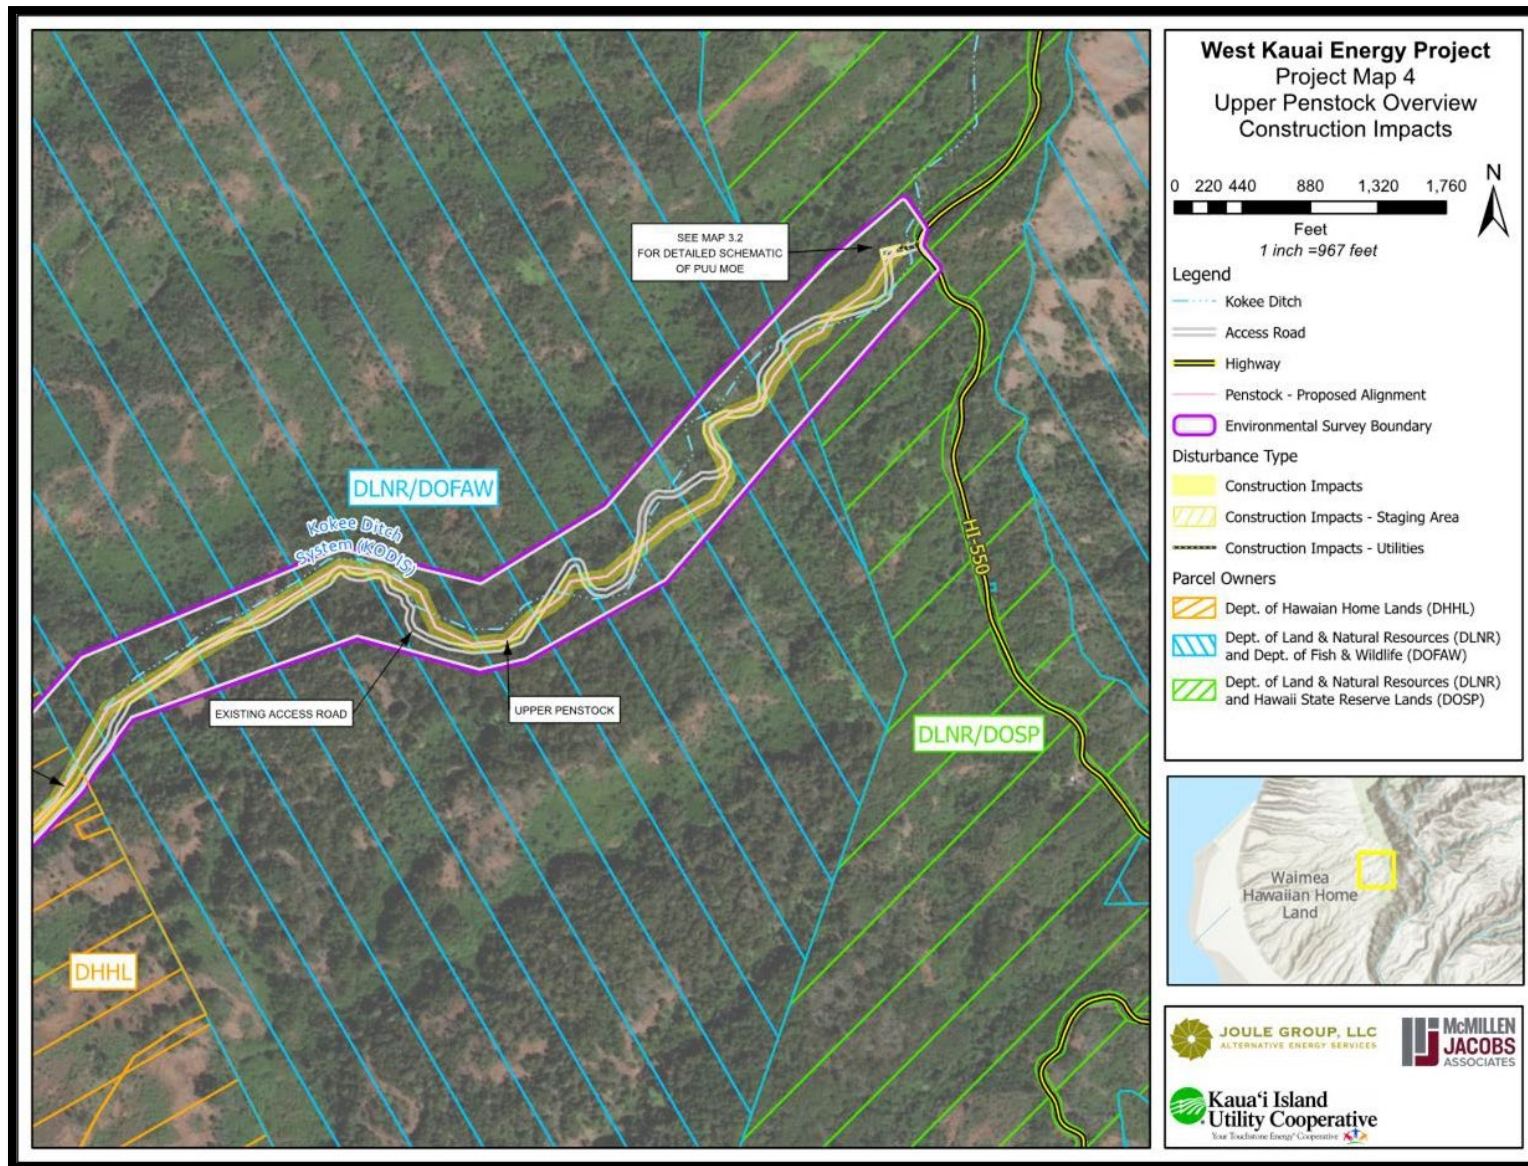 West Kauai Energy Project
Project Map 4
Upper Penstock Overview
Construction Impacts
N
0 220 440 880 1,320 1,760
Feet
1 inch =967 feet
Legend
Kokee Ditch
Access Road
Highway
Penstock - Proposed Alignment
Environmental Survey Boundary
Disturbance Type
Construction Impacts
Construction Impacts - Staging Area
Construction Impacts - Utilities
Parcel Owners
Dept. of Hawaiian Home Lands (DHHL)
Dept. of Land & Natural Resources (DLNR)
and Dept. of Fish & Wildlife (DOFAW)
Dept. of Land & Natural Resources (DLNR)
and Hawaii State Reserve Lands (DOSP)
SEE MAP 3.2
FOR DETAILED SCHEMATIC
OF PUU MOE
DLNR/DOFAW
Kokee Ditch
System (KODIS)
HI-550
EXISTING ACCESS ROAD
UPPER PENSTOCK
DLNR/DOSP
DHHL
Waimea
Hawaiian Home
Land
JOULE GROUP, LLC
ALTERNATIVE ENERGY SERVICES
McMILLEN
JACOBS
ASSOCIATES
Kaua‘i Island
Utility Cooperative
Your Touchstone Energy® Cooperative